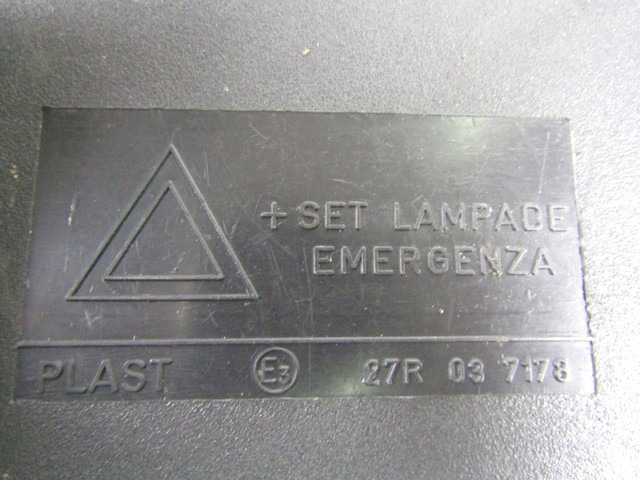 + SET LAMPADE
EMERGENZA
PLAST E3 27R 03 7178